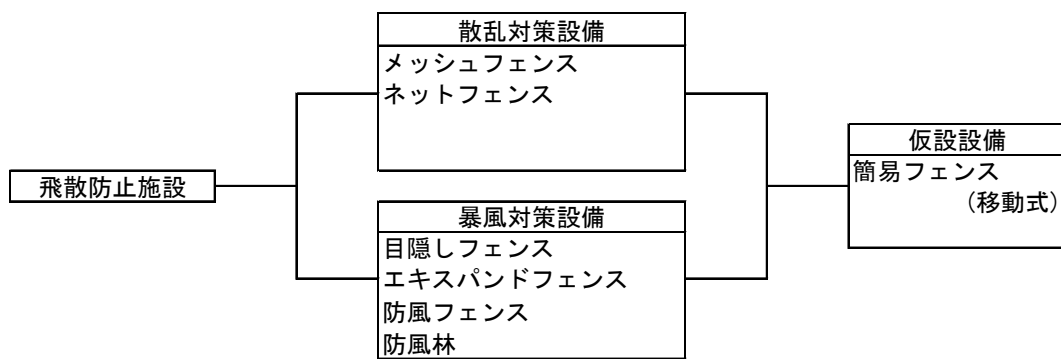 飛散防止施設
散乱対策設備
メッシュフェンス
ネットフェンス
暴風対策設備
目隠しフェンス
エキスパンドフェンス
防風フェンス
防風林
仮設設備
簡易フェンス
（移動式）